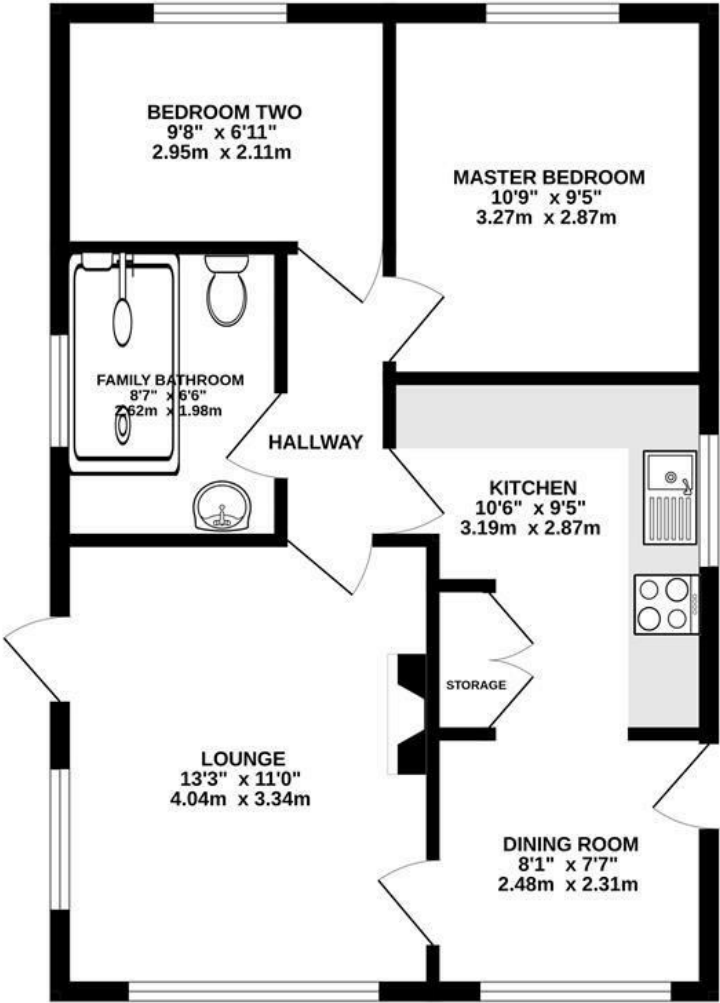 BEDROOM TWO
9'8" x 6'11"
2.95m x 2.11m
MASTER BEDROOM
10'9" x 9'5"
3.27m x 2.87m
FAMILY BATHROOM
8'7" x 6'6"
2.62m x 1.98m
HALLWAY
KITCHEN
10'6" x 9'5"
3.19m x 2.87m
STORAGE
LOUNGE
13'3" x 11'0"
4.04m x 3.34m
DINING ROOM
8'1" x 7'7"
2.48m x 2.31m